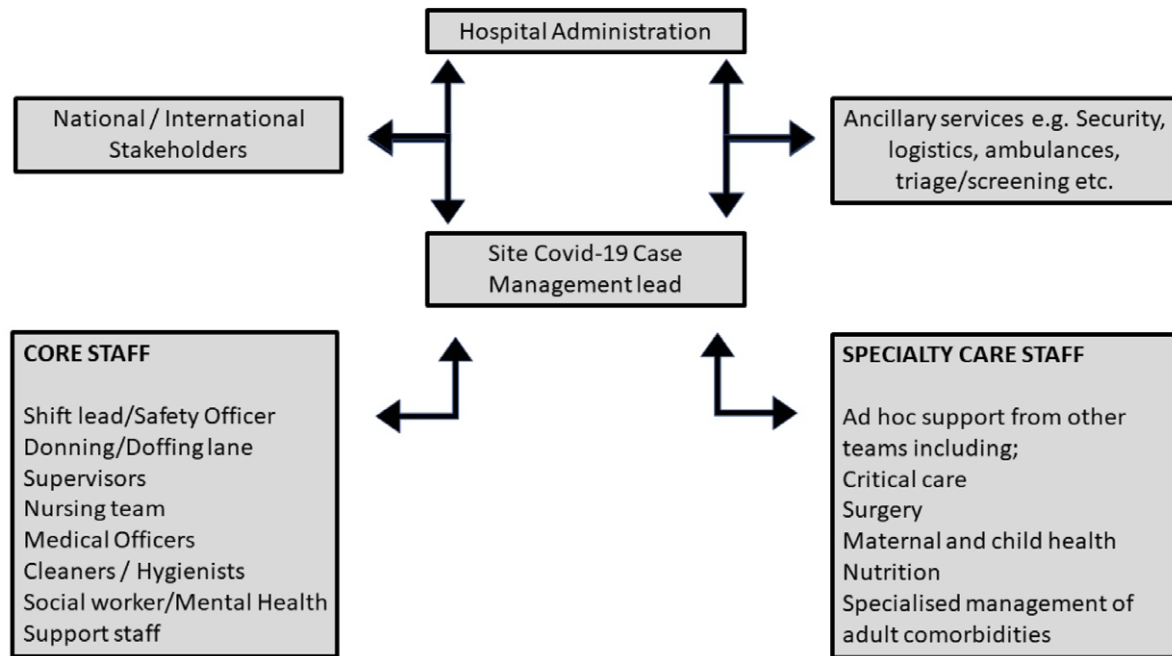 Hospital Administration
National / International
Stakeholders
Ancillary services e.g. Security,
logistics, ambulances,
triage/screening etc.
Site Covid-19 Case
Management lead
CORE STAFF
Shift lead/Safety Officer
Donning/Doffing lane
Supervisors
Nursing team
Medical Officers
Cleaners / Hygienists
Social worker/Mental Health
Support staff
SPECIALTY CARE STAFF
Ad hoc support from other
teams including;
Critical care
Surgery
Maternal and child health
Nutrition
Specialised management of
adult comorbidities